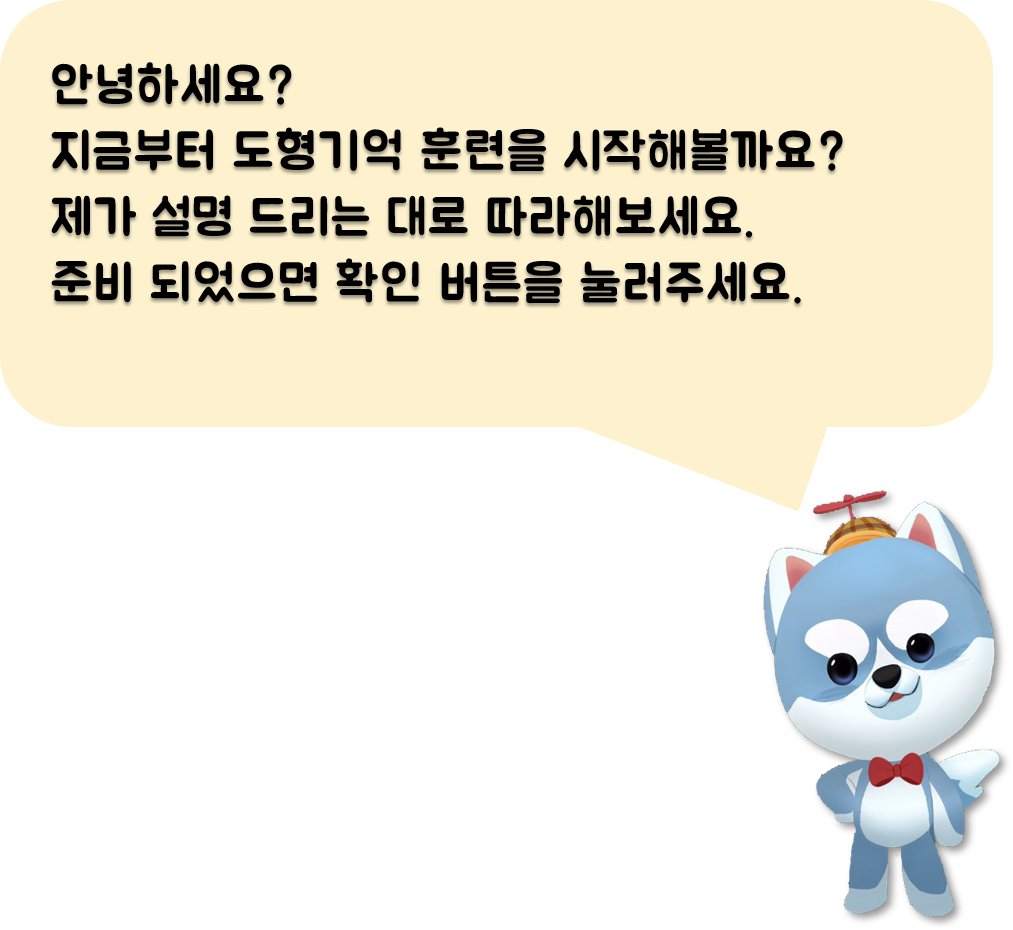 안녕하세요?
지금부터 도형기억 훈련을 시작해볼까요?
제가 설명 드리는 대로 따라해보세요.
준비 되었으면 확인 버튼을 눌러주세요.